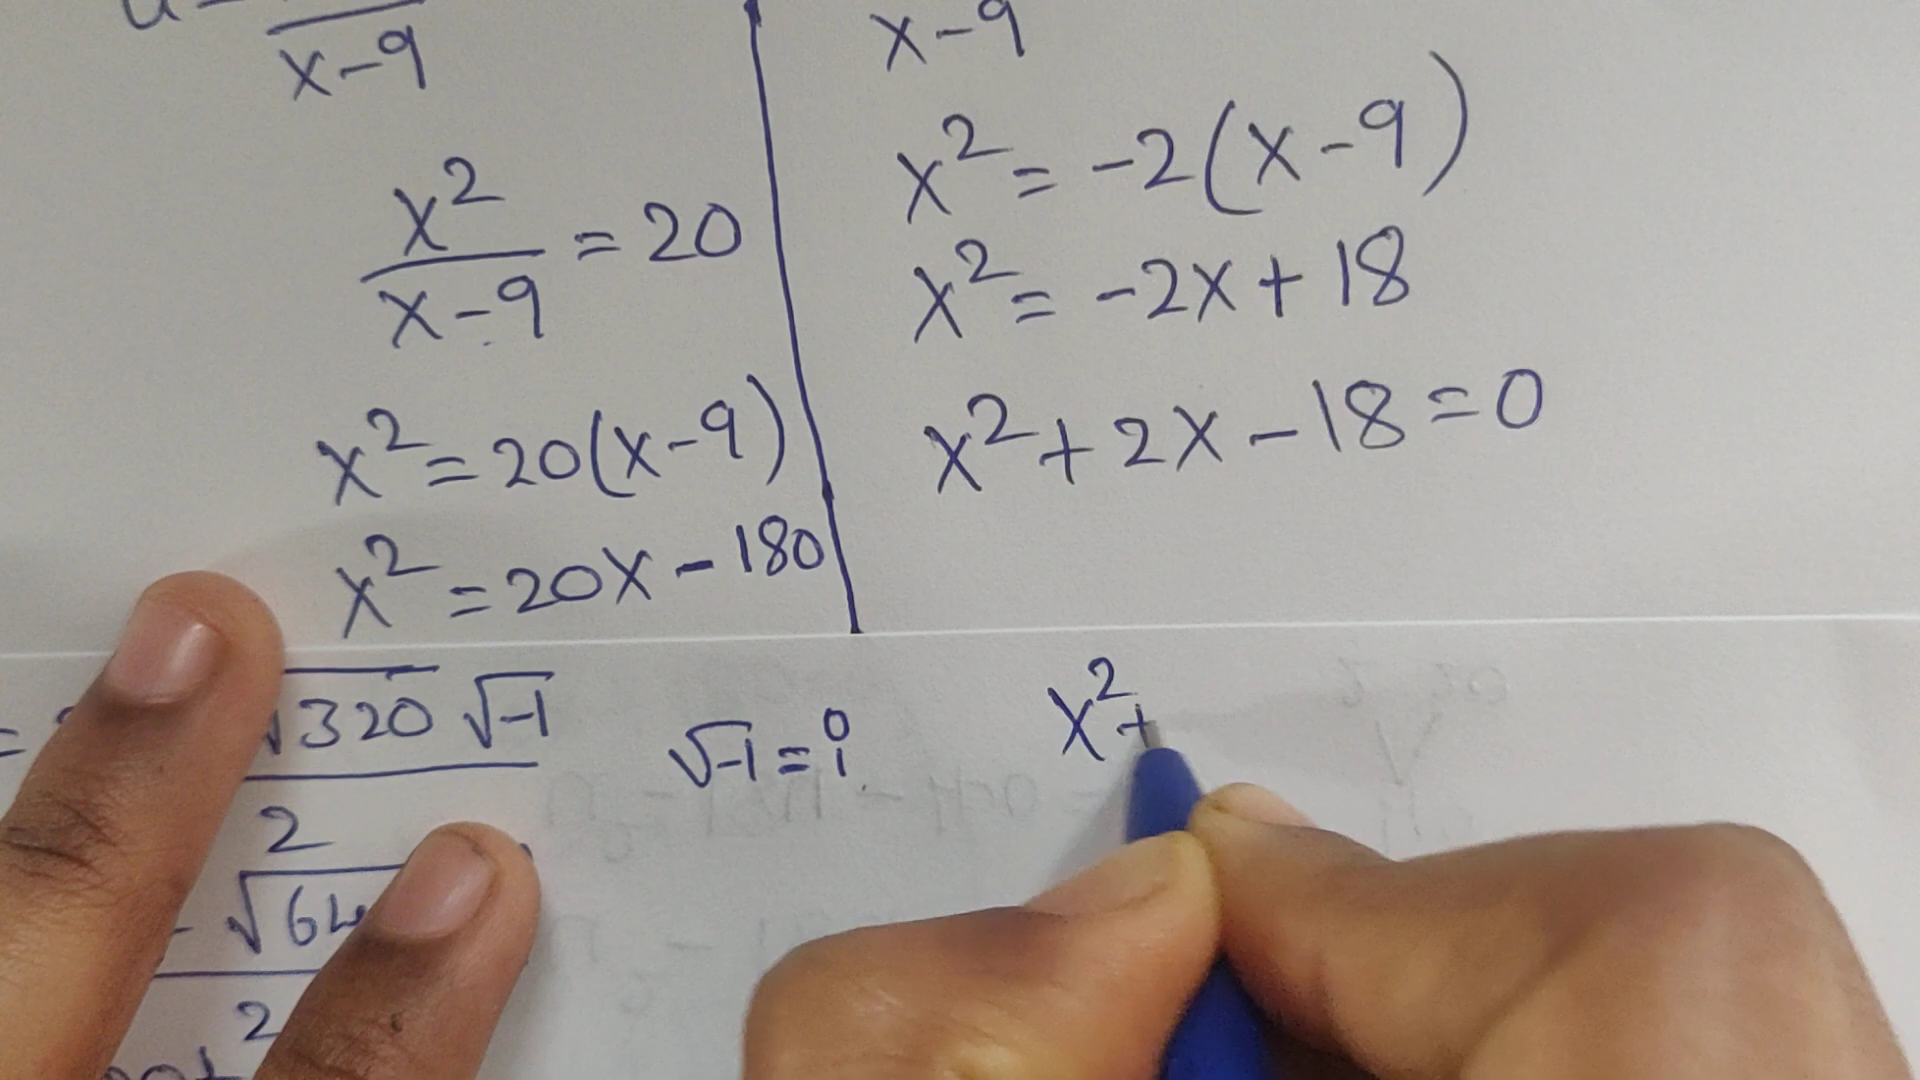 x-9
x²
x-9 = 20
x² = 20(x-9)
x² = 20x - 180
x-9
x² = -2(x-9)
x² = -2x + 18
x² + 2x - 18 = 0
√320 √-1
2
√-1 = i
x² +
- √64
2